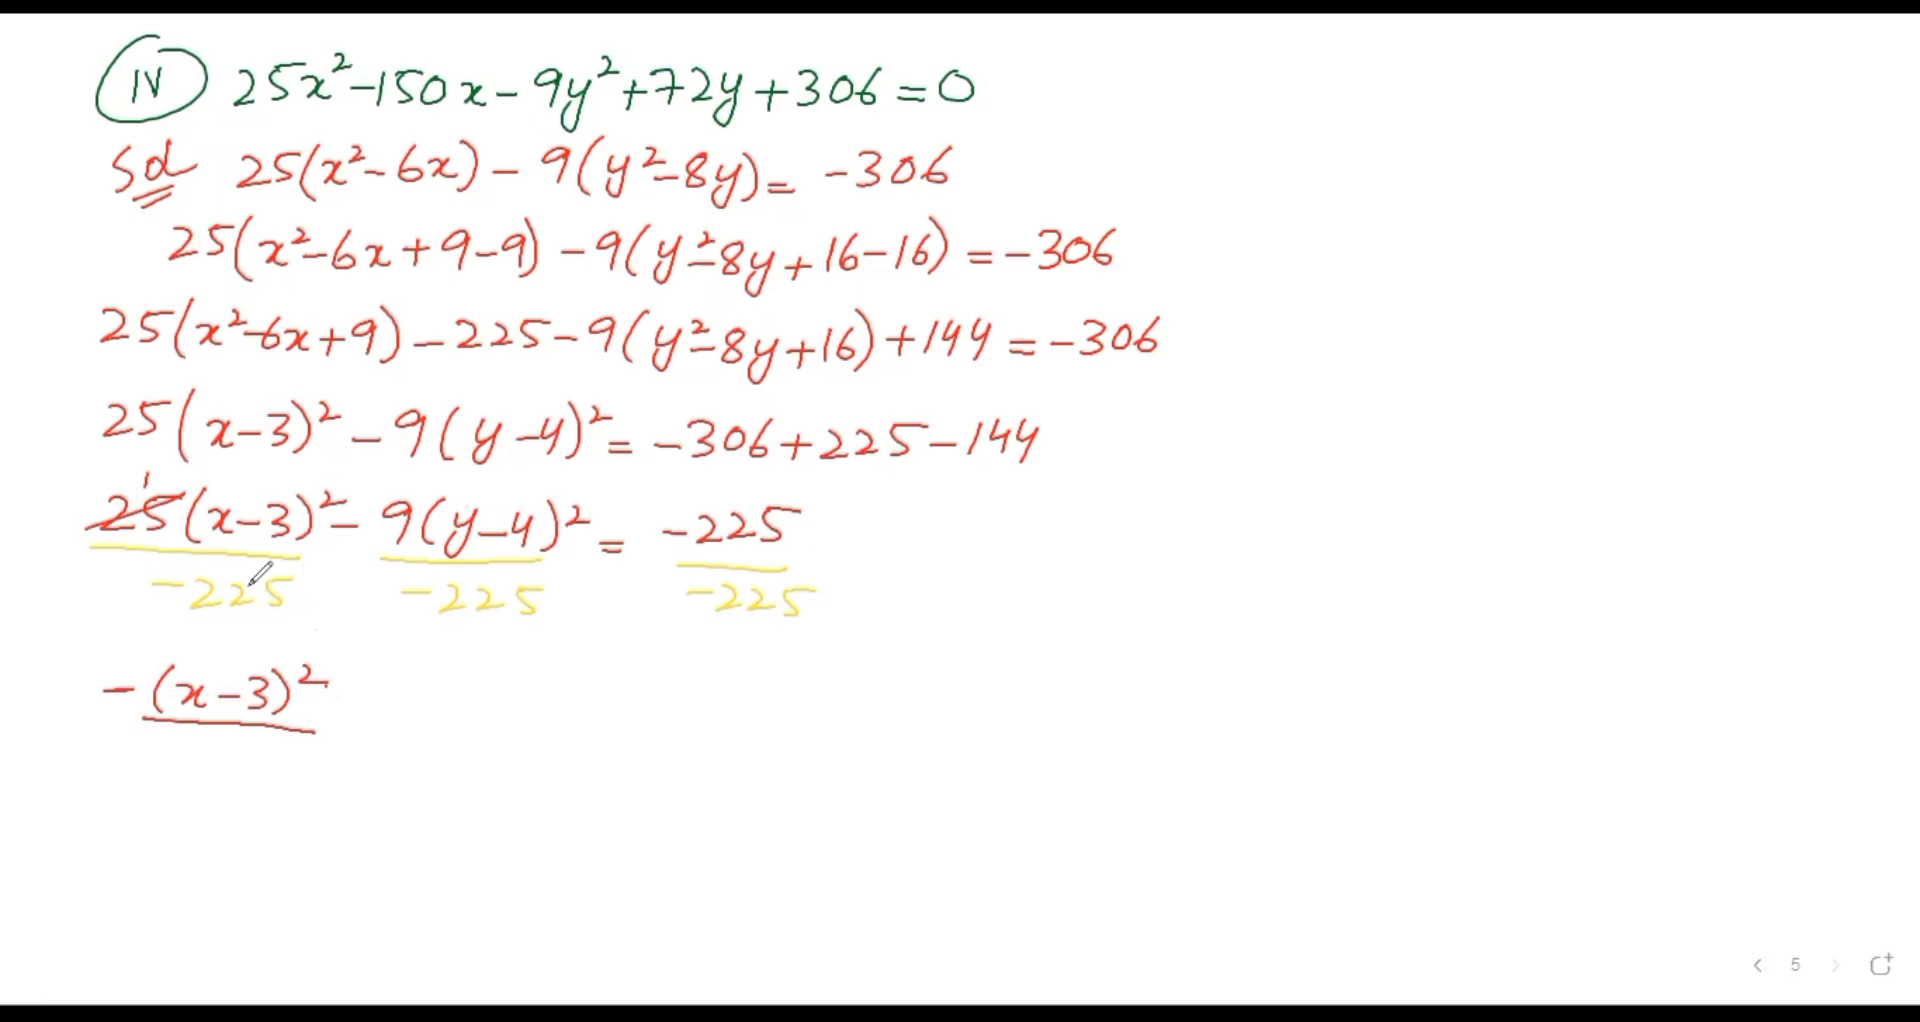 IV 25x²-150x-9y²+72y+306=0
Sol 25(x²-6x)-9(y²-8y)=-306
25(x²-6x+9-9)-9(y²-8y+16-16)=-306
25(x²-6x+9)-225-9(y²-8y+16)+144=-306
25(x-3)²-9(y-4)²=-306+225-144
1
25(x-3)²-9(y-4)²=-225
-225 -225 -225
-(x-3)²
< 5 >